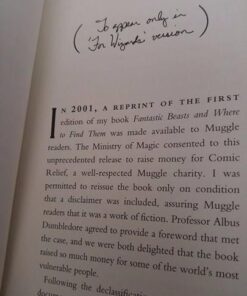 (To appear only in
'For Wizards' version)
IN 2001, A REPRINT OF THE FIRST
edition of my book Fantastic Beasts and Where
to Find Them was made available to Muggle
readers. The Ministry of Magic consented to this
unprecedented release to raise money for Comic
Relief, a well-respected Muggle charity. I was
permitted to reissue the book only on condition
that a disclaimer was included, assuring Muggle
readers that it was a work of fiction. Professor Albus
Dumbledore agreed to provide a foreword that met
the case, and we were both delighted that the book
raised so much money for some of the world's most
vulnerable people.
Following the declassification